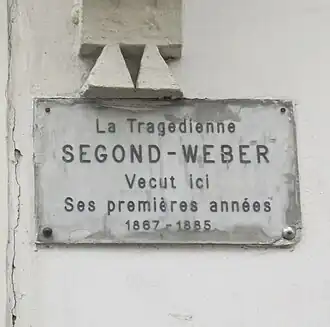 La Tragedienne
SEGOND-WEBER
Vecut ici
Ses premières années
1867-1885